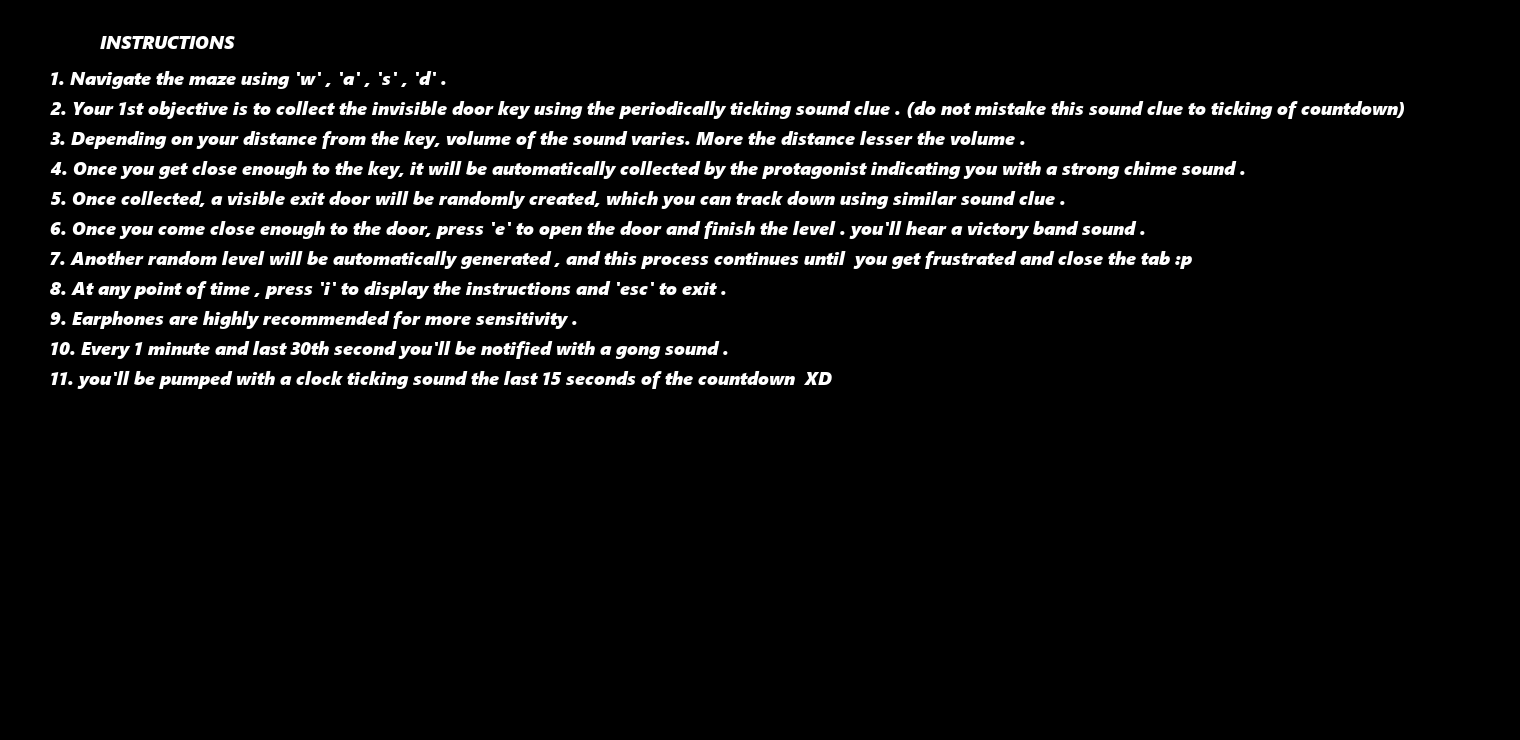 INSTRUCTIONS
1. Navigate the maze using 'w' , 'a' , 's' , 'd' .
2. Your 1st objective is to collect the invisible door key using the periodically ticking sound clue . (do not mistake this sound clue to ticking of countdown)
3. Depending on your distance from the key, volume of the sound varies. More the distance lesser the volume .
4. Once you get close enough to the key, it will be automatically collected by the protagonist indicating you with a strong chime sound .
5. Once collected, a visible exit door will be randomly created, which you can track down using similar sound clue .
6. Once you come close enough to the door, press 'e' to open the door and finish the level . you'll hear a victory band sound .
7. Another random level will be automatically generated , and this process continues until  you get frustrated and close the tab :p
8. At any point of time , press 'i' to display the instructions and 'esc' to exit .
9. Earphones are highly recommended for more sensitivity .
10. Every 1 minute and last 30th second you'll be notified with a gong sound .
11. you'll be pumped with a clock ticking sound the last 15 seconds of the countdown  XD